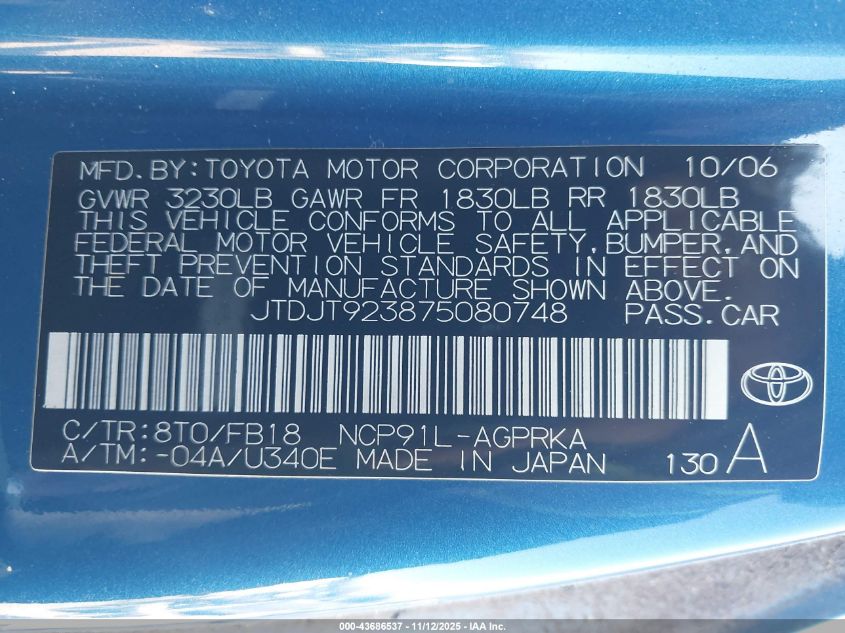 MFD.BY:TOYOTA MOTOR CORPORATION 10/06
GVWR 3230LB GAWR FR 1830LB RR 1830LB
THIS VEHICLE CONFORMS TO ALL APPLICABLE
FEDERAL MOTOR VEHICLE SAFETY,BUMPER,AND
THEFT PREVENTION STANDARDS IN EFFECT ON
THE DATE OF MANUFACTURE SHOWN ABOVE.
JTDJT923875080748 PASS.CAR
C/TR:8T0/FB18 NCP91L-AGPRKA
A/TM:-04A/U340E MADE IN JAPAN 130 A
000-43686537 - 11/12/2025 - IAA Inc.